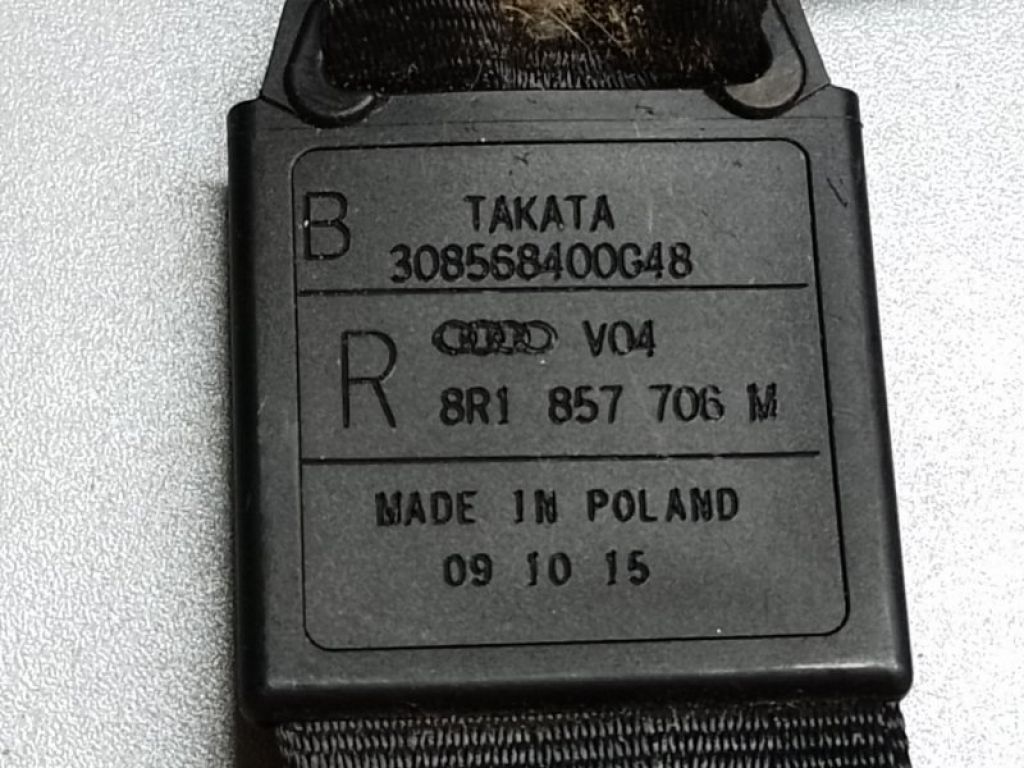 B TAKATA
308568400G48
R V04
8R1 857 706 M
MADE IN POLAND
09 10 15